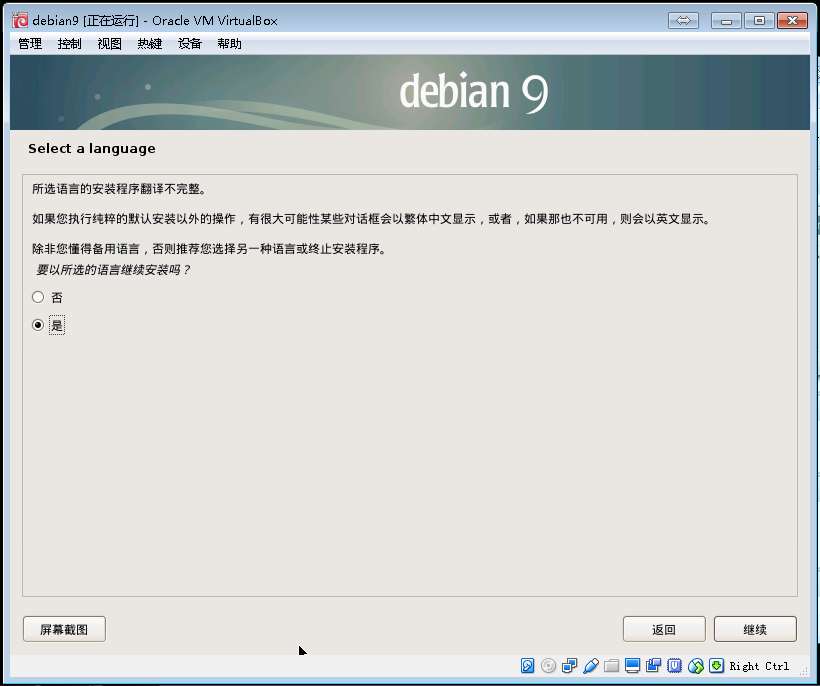 debian9 [正在运行] - Oracle VM VirtualBox
管理 控制 视图 热键 设备 帮助
debian 9
Select a language
所选语言的安装程序翻译不完整。
如果您执行纯粹的默认安装以外的操作，有很大可能性某些对话框会以繁体中文显示，或者，如果那也不可用，则会以英文显示。
除非您懂得备用语言，否则推荐您选择另一种语言或终止安装程序。
要以所选的语言继续安装吗？
否
是
屏幕截图 返回 继续
Right Ctrl